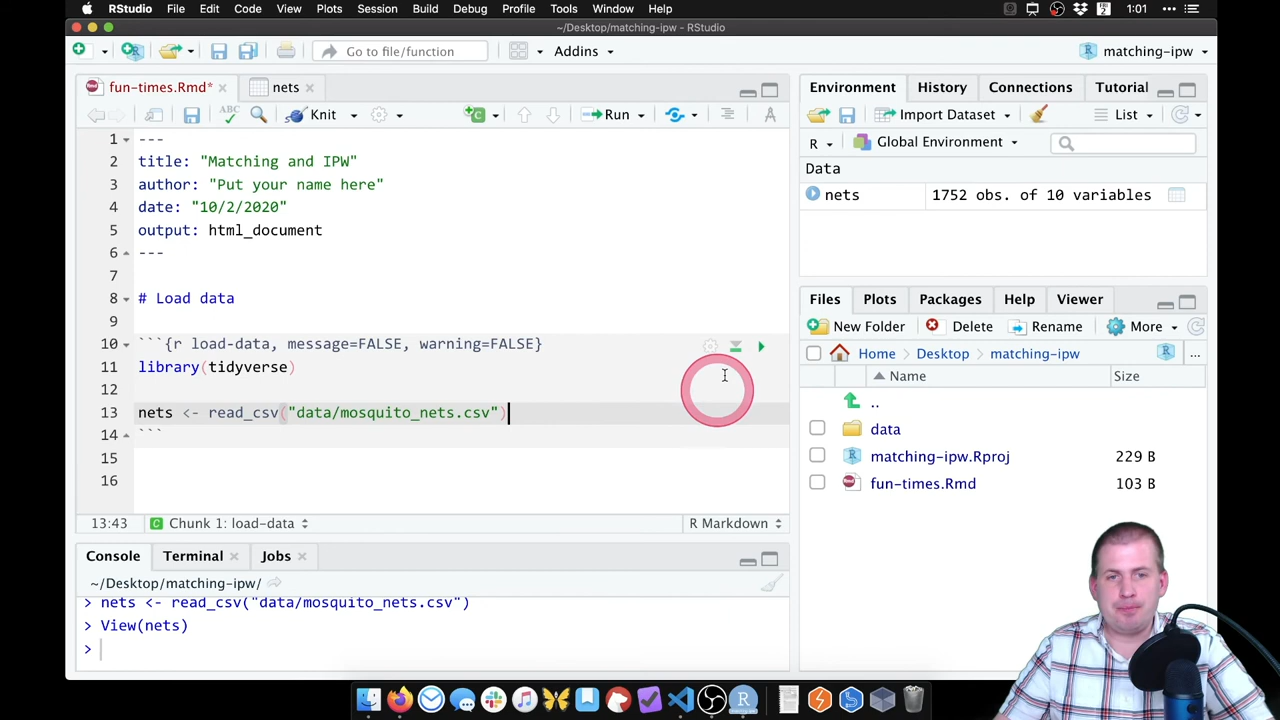 RStudio File Edit Code View Plots Session Build Debug Profile Tools Window Help 1:01
~/Desktop/matching-ipw - RStudio
Go to file/function Addins matching-ipw
fun-times.Rmd* nets
ABC Knit Run
1 ---
2 title: "Matching and IPW"
3 author: "Put your name here"
4 date: "10/2/2020"
5 output: html_document
6 ---
7
8 # Load data
9
10 ```{r load-data, message=FALSE, warning=FALSE}
11 library(tidyverse)
12
13 nets <- read_csv("data/mosquito_nets.csv")
14 ```
15
16
13:43 Chunk 1: load-data R Markdown
Console Terminal Jobs
~/Desktop/matching-ipw/
> nets <- read_csv("data/mosquito_nets.csv")
> View(nets)
>
Environment History Connections Tutorial
Import Dataset List
R Global Environment
Data
nets 1752 obs. of 10 variables
Files Plots Packages Help Viewer
New Folder Delete Rename More
Home Desktop matching-ipw ...
Name Size
..
data
matching-ipw.Rproj 229 B
fun-times.Rmd 103 B